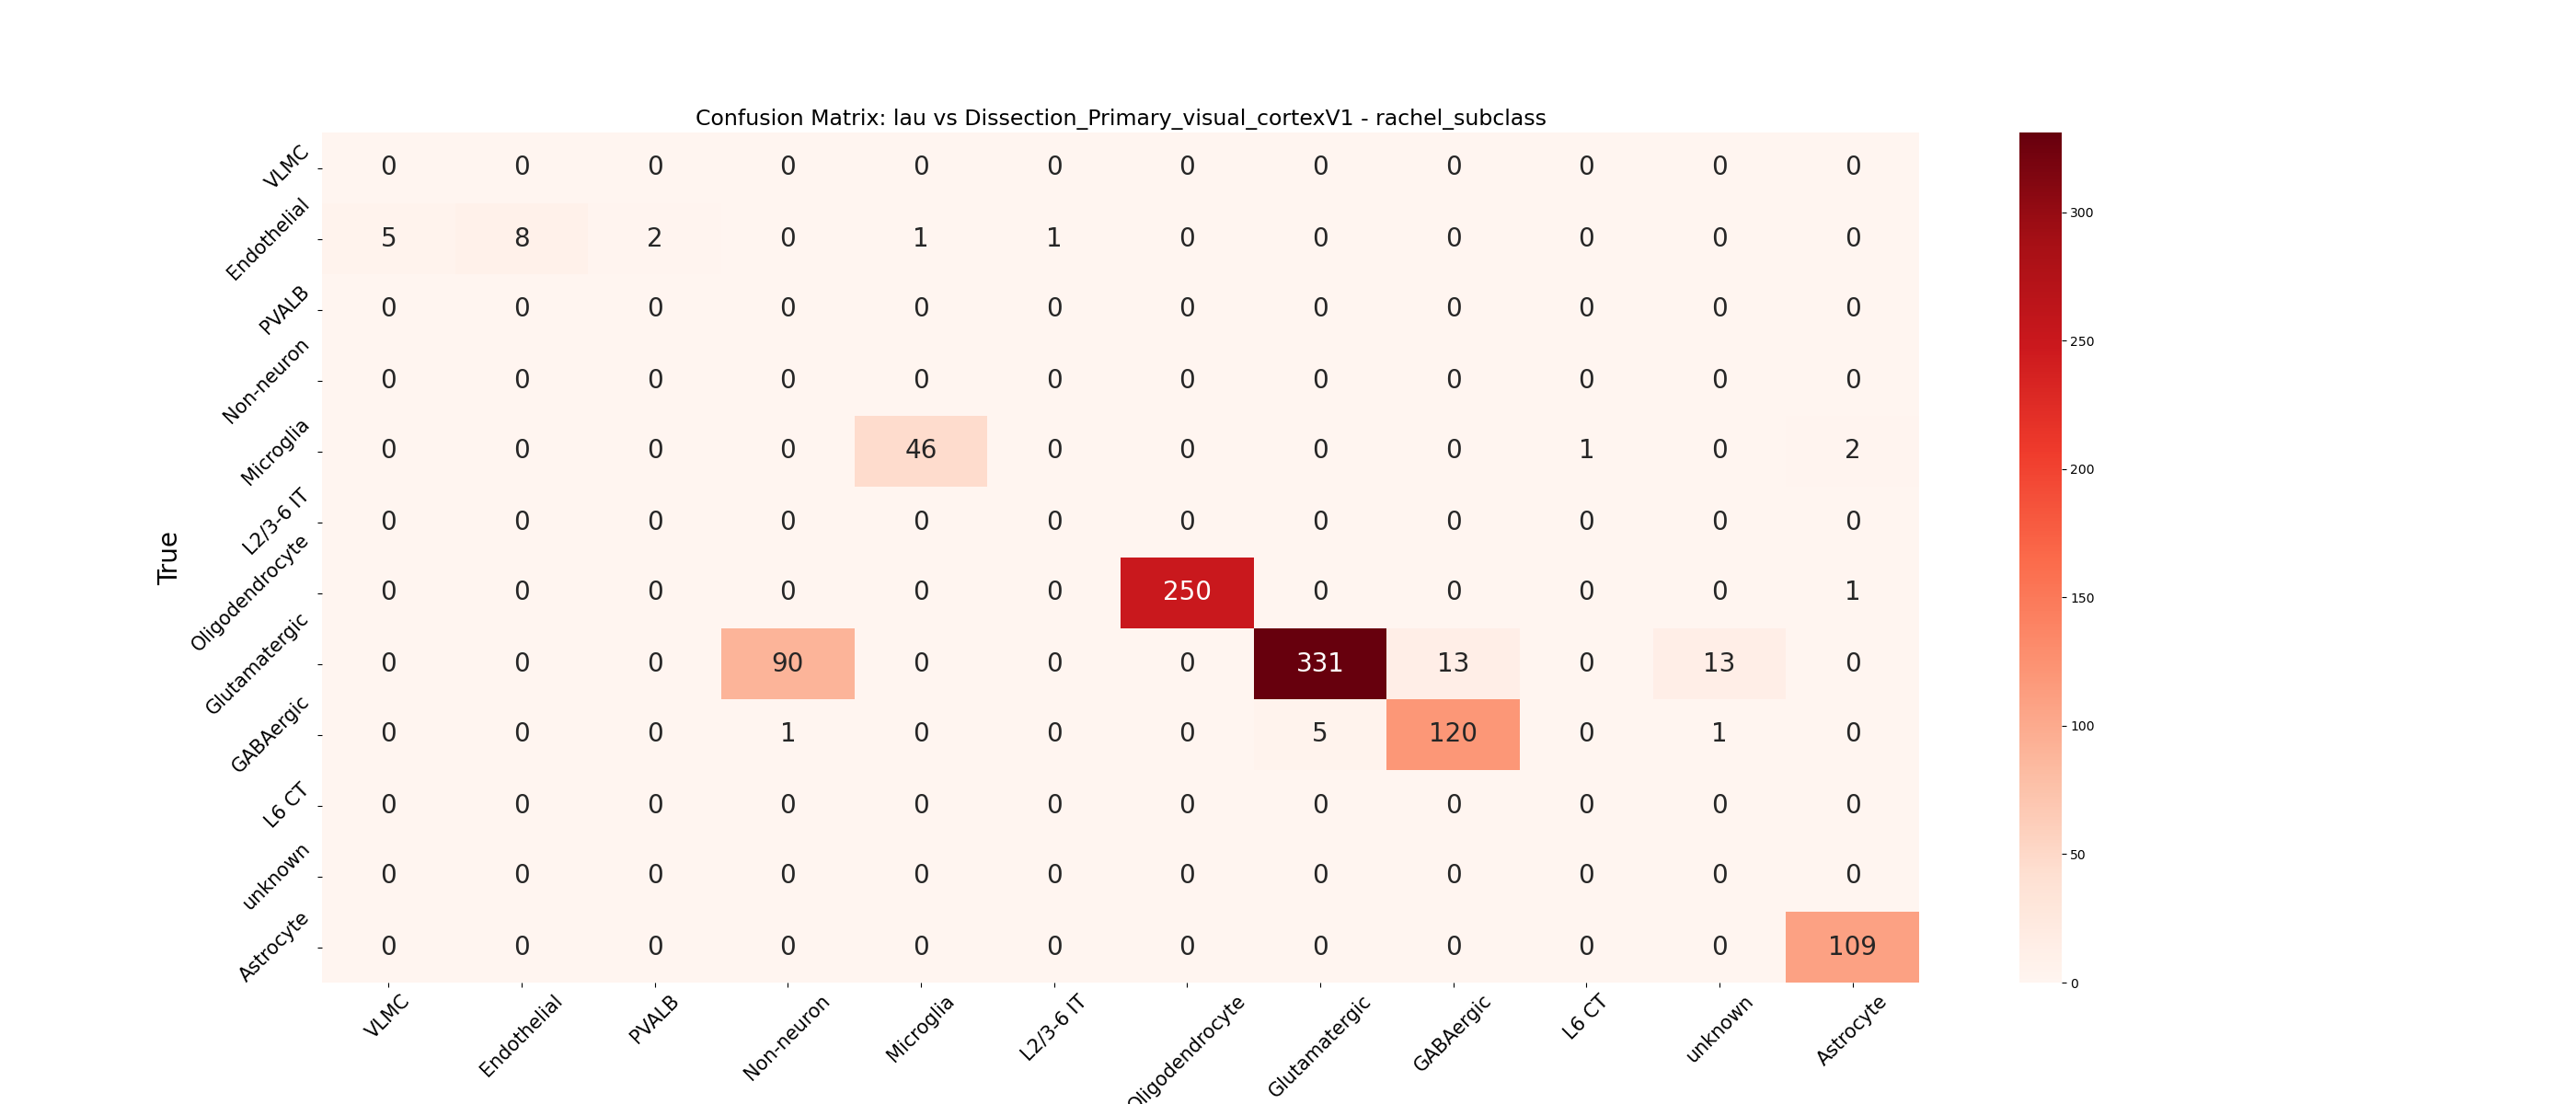 Confusion Matrix: lau vs Dissection_Primary_visual_cortexV1 - rachel_subclass
True
VLMC 0 0 0 0 0 0 0 0 0 0 0 0
Endothelial 5 8 2 0 1 1 0 0 0 0 0 0
PVALB 0 0 0 0 0 0 0 0 0 0 0 0
Non-neuron 0 0 0 0 0 0 0 0 0 0 0 0
Microglia 0 0 0 0 46 0 0 0 0 1 0 2
L2/3-6 IT 0 0 0 0 0 0 0 0 0 0 0 0
Oligodendrocyte 0 0 0 0 0 0 250 0 0 0 0 1
Glutamatergic 0 0 0 90 0 0 0 331 13 0 13 0
GABAergic 0 0 0 1 0 0 0 5 120 0 1 0
L6 CT 0 0 0 0 0 0 0 0 0 0 0 0
unknown 0 0 0 0 0 0 0 0 0 0 0 0
Astrocyte 0 0 0 0 0 0 0 0 0 0 0 109
VLMC Endothelial PVALB Non-neuron Microglia L2/3-6 IT Oligodendrocyte Glutamatergic GABAergic L6 CT unknown Astrocyte
300
250
200
150
100
50
0